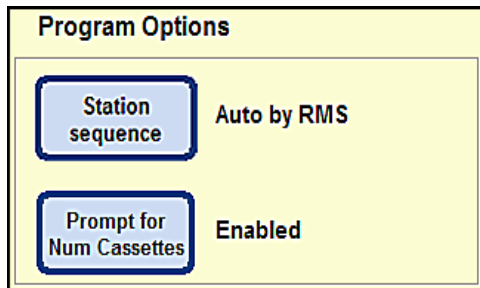 Program Options
Station
sequence
Auto by RMS
Prompt for
Num Cassettes
Enabled